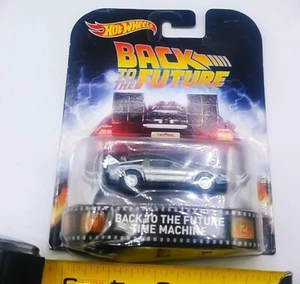 Hot Wheels
BACK
TO THE
FUTURE
BACK TO THE FUTURE
TIME MACHINE